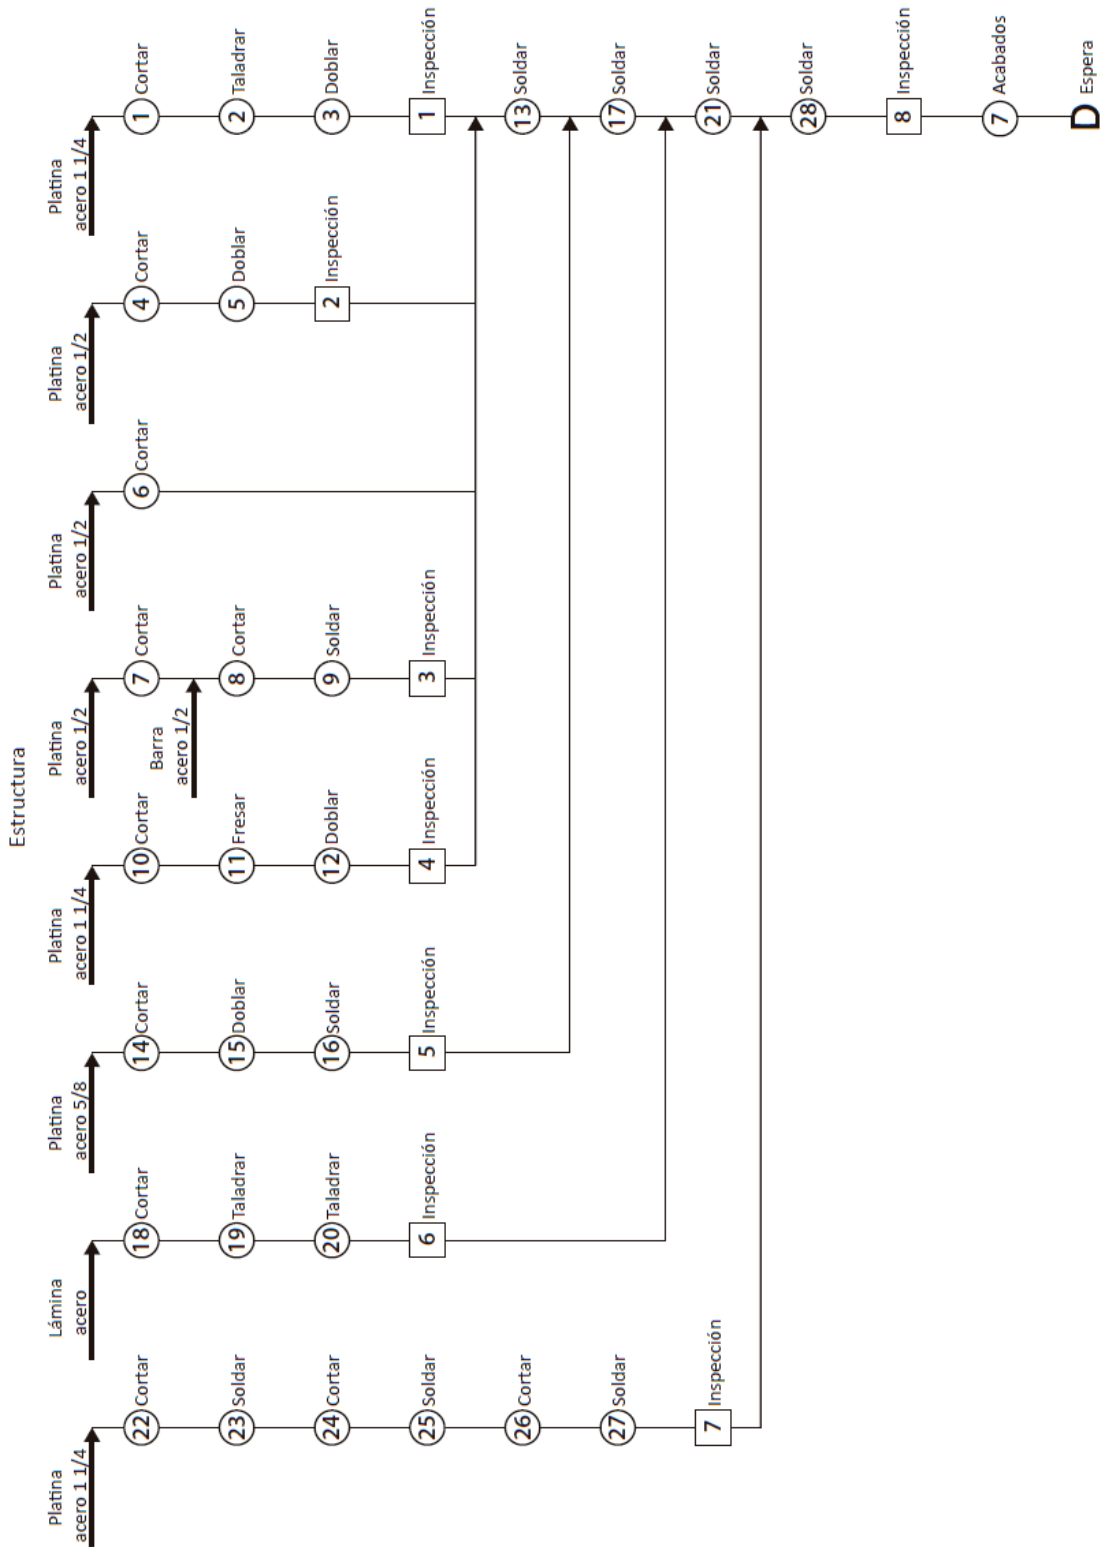 Estructura
Platina
acero 1 1/4
22 Cortar
23 Soldar
24 Cortar
25 Soldar
26 Cortar
27 Soldar
7 Inspección
Lámina
acero
18 Cortar
19 Taladrar
20 Taladrar
6 Inspección
Platina
acero 5/8
14 Cortar
15 Doblar
16 Soldar
5 Inspección
Platina
acero 1 1/4
10 Cortar
11 Fresar
12 Doblar
4 Inspección
Platina
acero 1/2
7 Cortar
Barra
acero 1/2
8 Cortar
9 Soldar
3 Inspección
Platina
acero 1/2
6 Cortar
Platina
acero 1/2
4 Cortar
5 Doblar
2 Inspección
Platina
acero 1 1/4
1 Cortar
2 Taladrar
3 Doblar
1 Inspección
13 Soldar
17 Soldar
21 Soldar
28 Soldar
8 Inspección
7 Acabados
D Espera